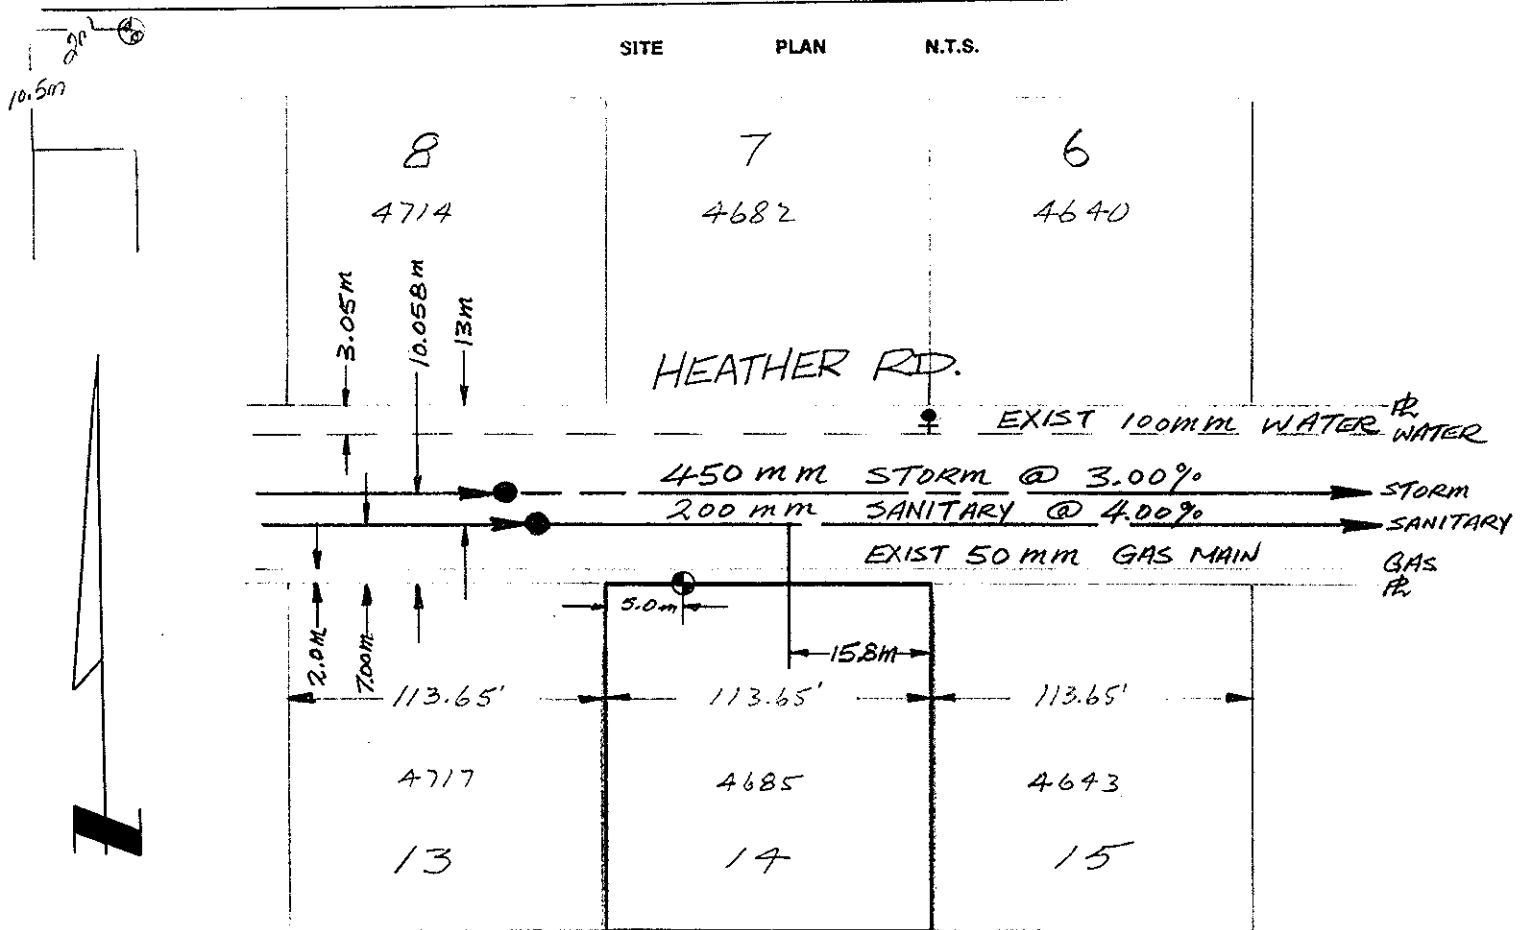 SITE PLAN N.T.S.
2m
10.5m
8 7 6
4714 4682 4640
3.05m 10.058m 13m
HEATHER RD.
EXIST 100mm WATER PL
WATER
450 mm STORM @ 3.00% STORM
200 mm SANITARY @ 4.00% SANITARY
EXIST 50 mm GAS MAIN GAS
PL
5.0m
2.0m 7.00m 15.8m
113.65' 113.65' 113.65'
4717 4685 4643
13 14 15